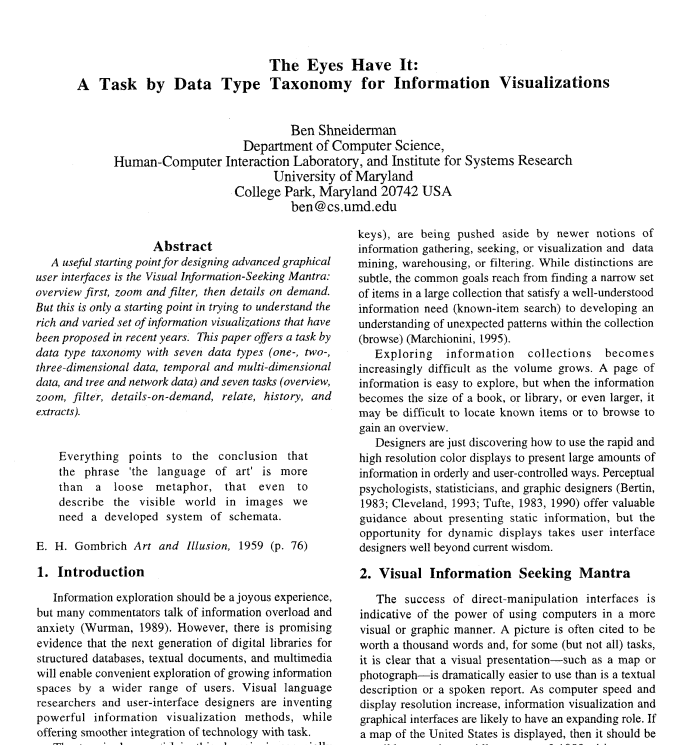 The Eyes Have It:
A Task by Data Type Taxonomy for Information Visualizations
Ben Shneiderman
Department of Computer Science,
Human-Computer Interaction Laboratory, and Institute for Systems Research
University of Maryland
College Park, Maryland 20742 USA
ben@cs.umd.edu
Abstract
A useful starting point for designing advanced graphical
user interfaces is the Visual Information-Seeking Mantra:
overview first, zoom and filter, then details on demand.
But this is only a starting point in trying to understand the
rich and varied set of information visualizations that have
been proposed in recent years. This paper offers a task by
data type taxonomy with seven data types (one-, two-,
three-dimensional data, temporal and multi-dimensional
data, and tree and network data) and seven tasks (overview,
zoom, filter, details-on-demand, relate, history, and
extracts).
Everything points to the conclusion that
the phrase 'the language of art' is more
than a loose metaphor, that even to
describe the visible world in images we
need a developed system of schemata.
E. H. Gombrich Art and Illusion, 1959 (p. 76)
1. Introduction
Information exploration should be a joyous experience,
but many commentators talk of information overload and
anxiety (Wurman, 1989). However, there is promising
evidence that the next generation of digital libraries for
structured databases, textual documents, and multimedia
will enable convenient exploration of growing information
spaces by a wider range of users. Visual language
researchers and user-interface designers are inventing
powerful information visualization methods, while
offering smoother integration of technology with task.
keys), are being pushed aside by newer notions of
information gathering, seeking, or visualization and data
mining, warehousing, or filtering. While distinctions are
subtle, the common goals reach from finding a narrow set
of items in a large collection that satisfy a well-understood
information need (known-item search) to developing an
understanding of unexpected patterns within the collection
(browse) (Marchionini, 1995).
Exploring information collections becomes
increasingly difficult as the volume grows. A page of
information is easy to explore, but when the information
becomes the size of a book, or library, or even larger, it
may be difficult to locate known items or to browse to
gain an overview.
Designers are just discovering how to use the rapid and
high resolution color displays to present large amounts of
information in orderly and user-controlled ways. Perceptual
psychologists, statisticians, and graphic designers (Bertin,
1983; Cleveland, 1993; Tufte, 1983, 1990) offer valuable
guidance about presenting static information, but the
opportunity for dynamic displays takes user interface
designers well beyond current wisdom.
2. Visual Information Seeking Mantra
The success of direct-manipulation interfaces is
indicative of the power of using computers in a more
visual or graphic manner. A picture is often cited to be
worth a thousand words and, for some (but not all) tasks,
it is clear that a visual presentation—such as a map or
photograph—is dramatically easier to use than is a textual
description or a spoken report. As computer speed and
display resolution increase, information visualization and
graphical interfaces are likely to have an expanding role. If
a map of the United States is displayed, then it should be